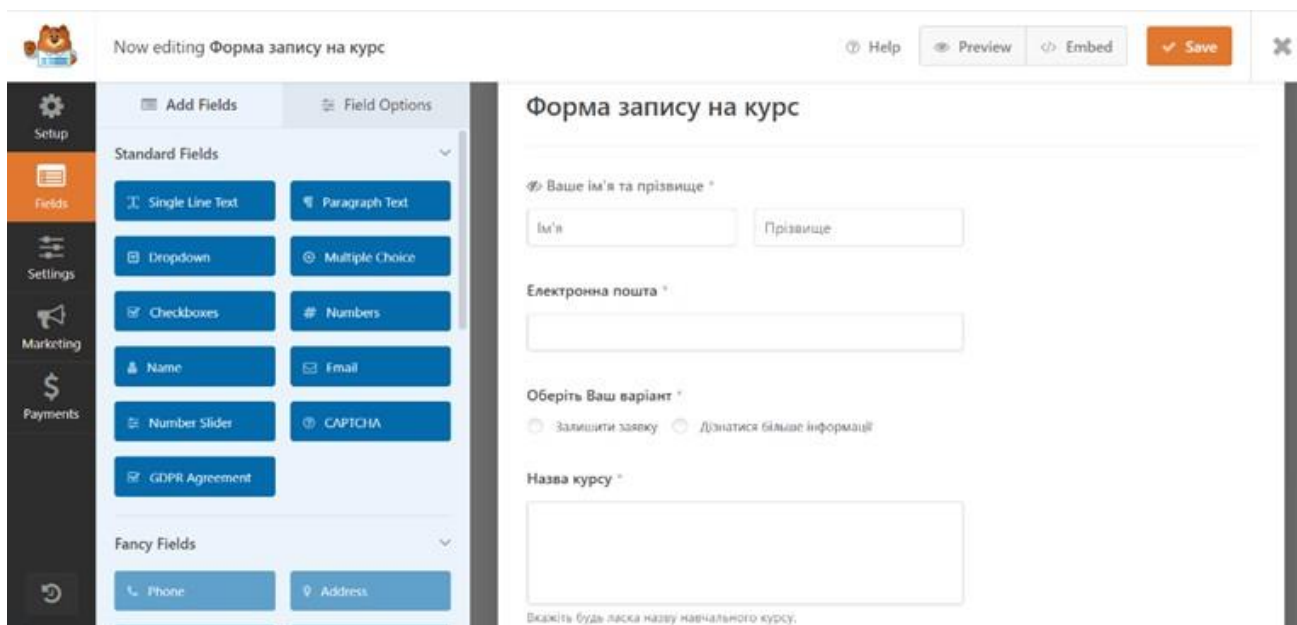 Now editing Форма запису на курс
Help
Preview
Embed
Save
Setup
Fields
Settings
Marketing
Payments
Add Fields
Field Options
Standard Fields
Single Line Text
Paragraph Text
Dropdown
Multiple Choice
Checkboxes
Numbers
Name
Email
Number Slider
CAPTCHA
GDPR Agreement
Fancy Fields
Phone
Address
Форма запису на курс
Ваше ім'я та прізвище *
Ім'я
Прізвище
Електронна пошта *
Оберіть Ваш варіант *
Залишити заявку
Дізнатися більше інформації
Назва курсу *
Вкажіть будь ласка назву навчального курсу.